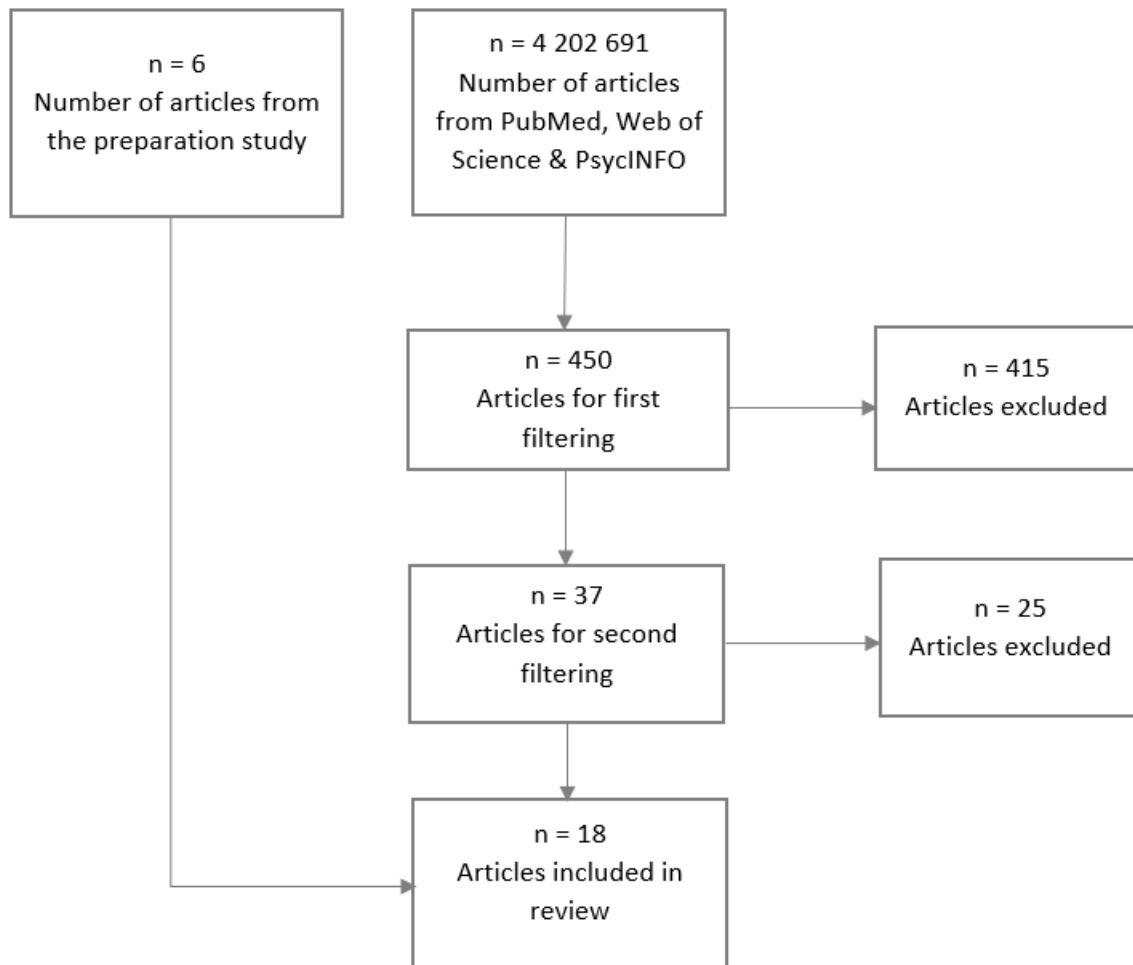 n = 6
Number of articles from
the preparation study
n = 4 202 691
Number of articles
from PubMed, Web of
Science & PsycINFO
n = 450
Articles for first
filtering
n = 415
Articles excluded
n = 37
Articles for second
filtering
n = 25
Articles excluded
n = 18
Articles included in
review